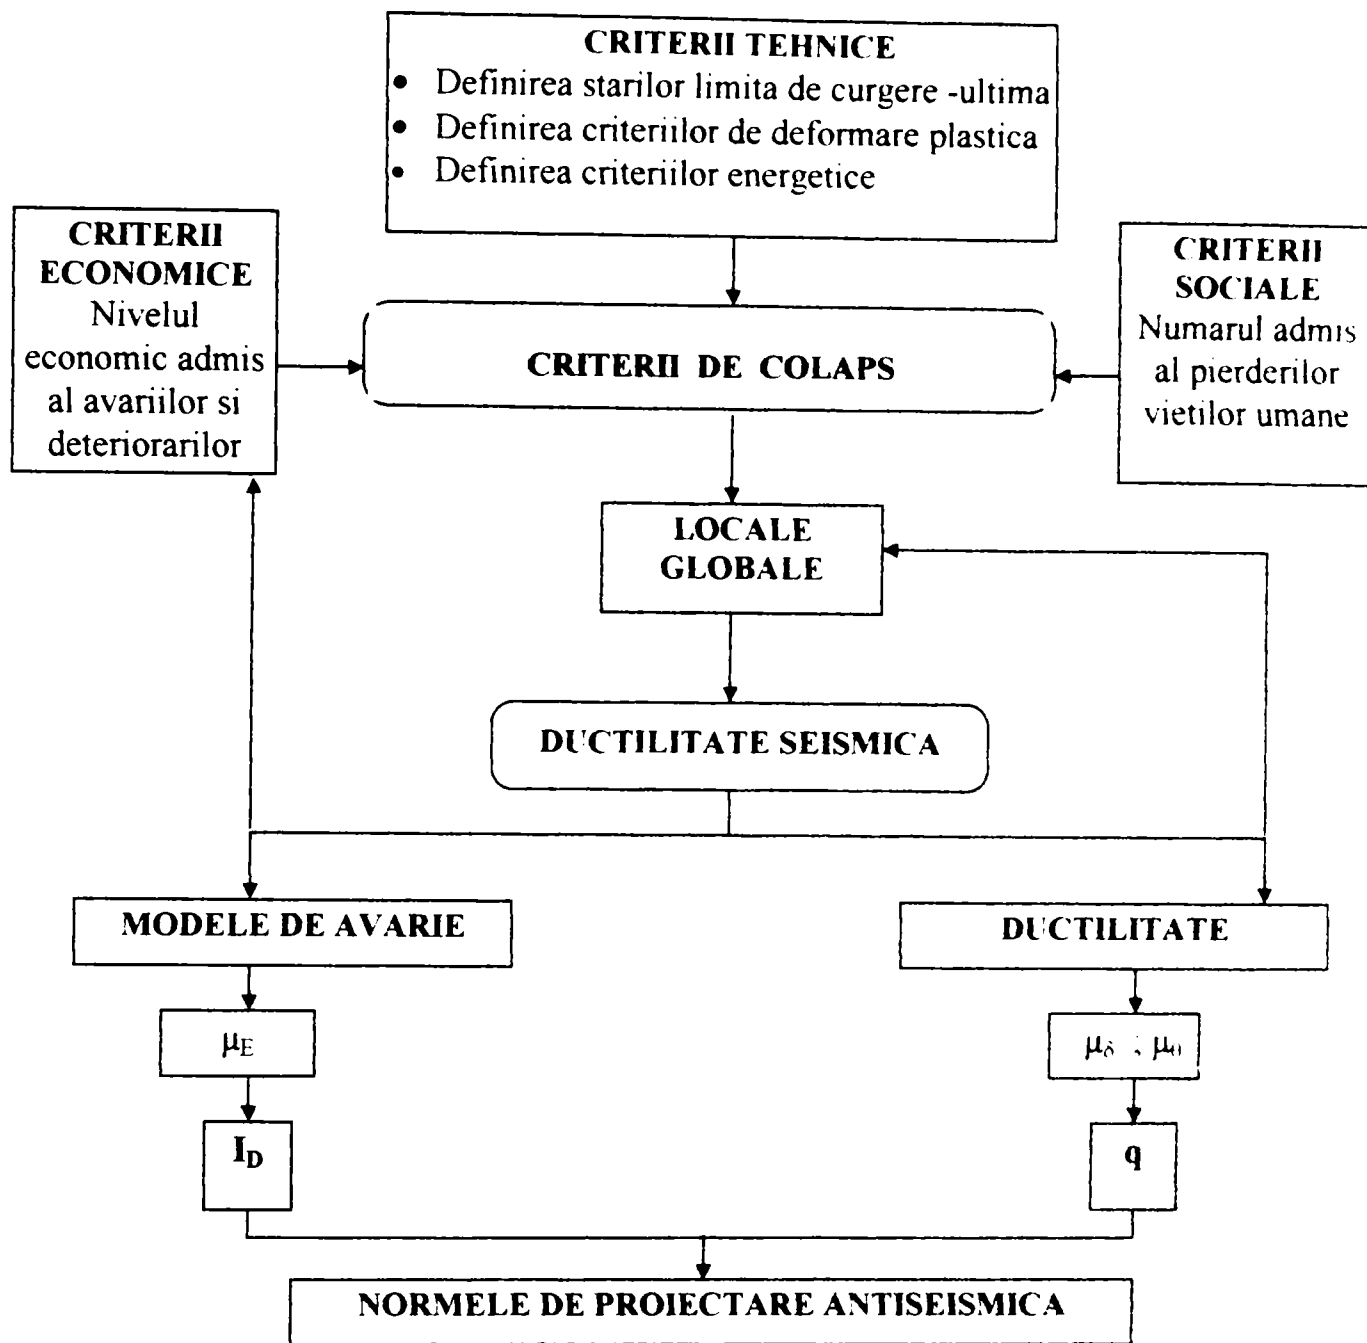 CRITERII TEHNICE
• Definirea starilor limita de curgere -ultima
• Definirea criteriilor de deformare plastica
• Definirea criteriilor energetice
CRITERII
ECONOMICE
Nivelul
economic admis
al avariilor si
deteriorarilor
CRITERII DE COLAPS
CRITERII
SOCIALE
Numarul admis
al pierderilor
vietilor umane
LOCALE
GLOBALE
DUCTILITATE SEISMICA
MODELE DE AVARIE
DUCTILITATE
μE
μδ ; μθ
ID
q
NORMELE DE PROIECTARE ANTISEISMICA